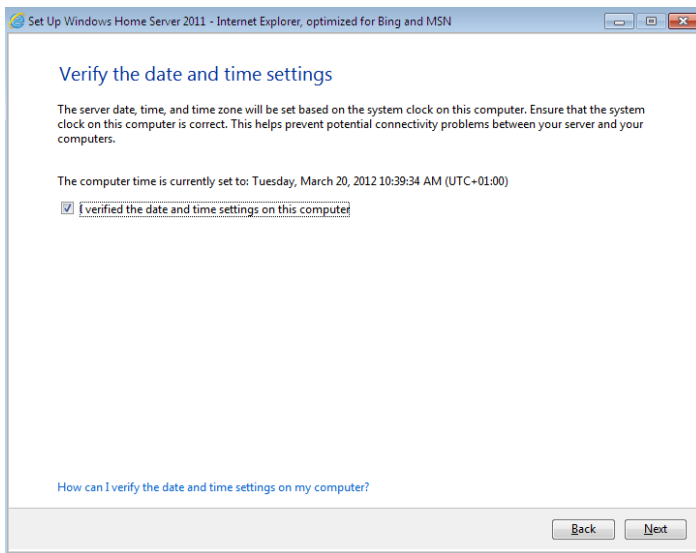 Set Up Windows Home Server 2011 - Internet Explorer, optimized for Bing and MSN
Verify the date and time settings
The server date, time, and time zone will be set based on the system clock on this computer. Ensure that the system
clock on this computer is correct. This helps prevent potential connectivity problems between your server and your
computers.
The computer time is currently set to: Tuesday, March 20, 2012 10:39:34 AM (UTC+01:00)
I verified the date and time settings on this computer
How can I verify the date and time settings on my computer?
Back Next